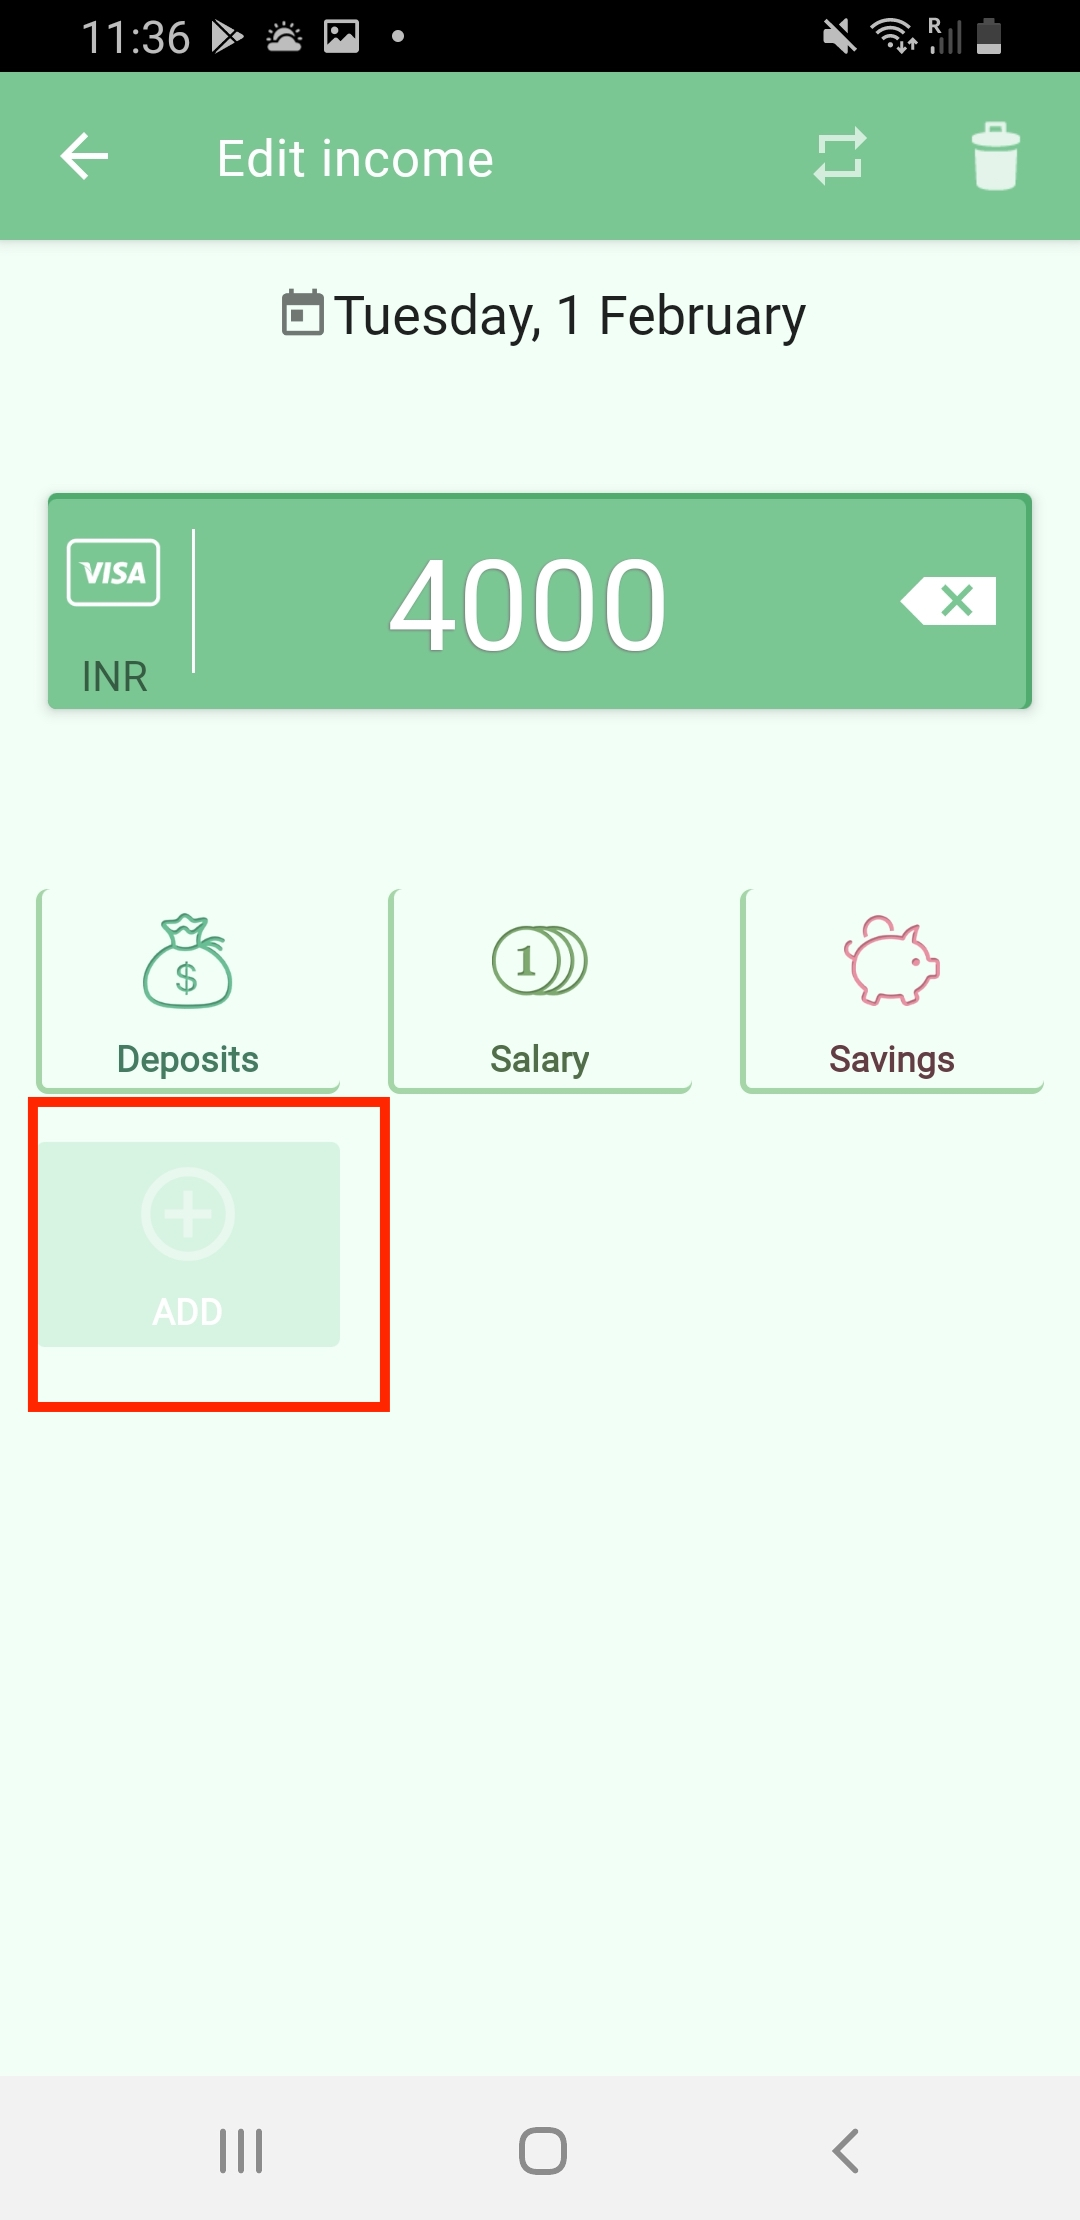 11:36
R
Edit income
Tuesday, 1 February
VISA
4000
INR
$
1
Deposits
Salary
Savings
ADD